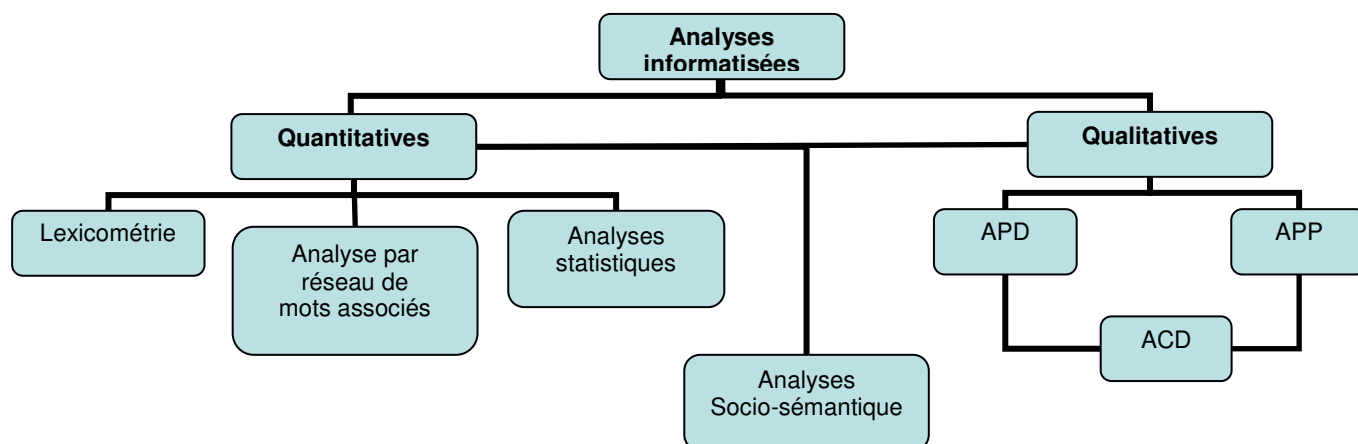 Analyses
informatisées
Quantitatives
Qualitatives
Lexicométrie
Analyse par
réseau de
mots associés
Analyses
statistiques
APD
APP
ACD
Analyses
Socio-sémantique